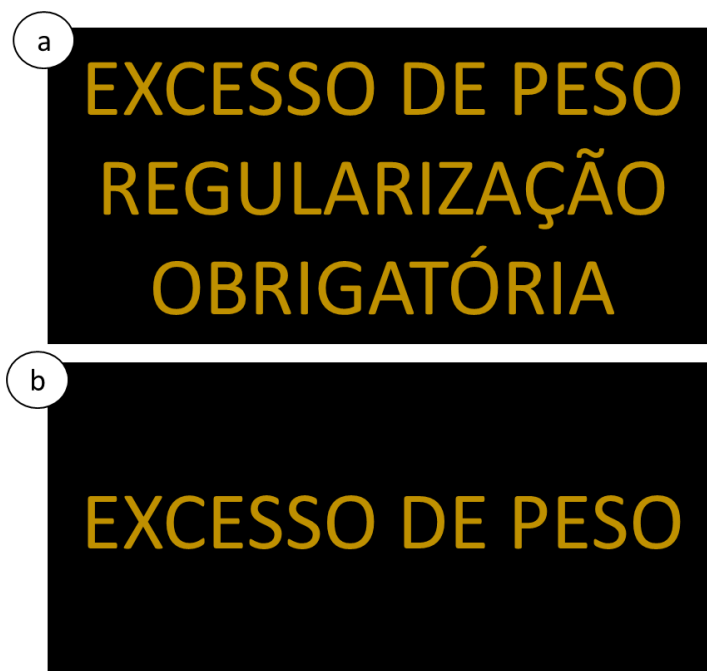 a
EXCESSO DE PESO
REGULARIZAÇÃO
OBRIGATÓRIA
b
EXCESSO DE PESO